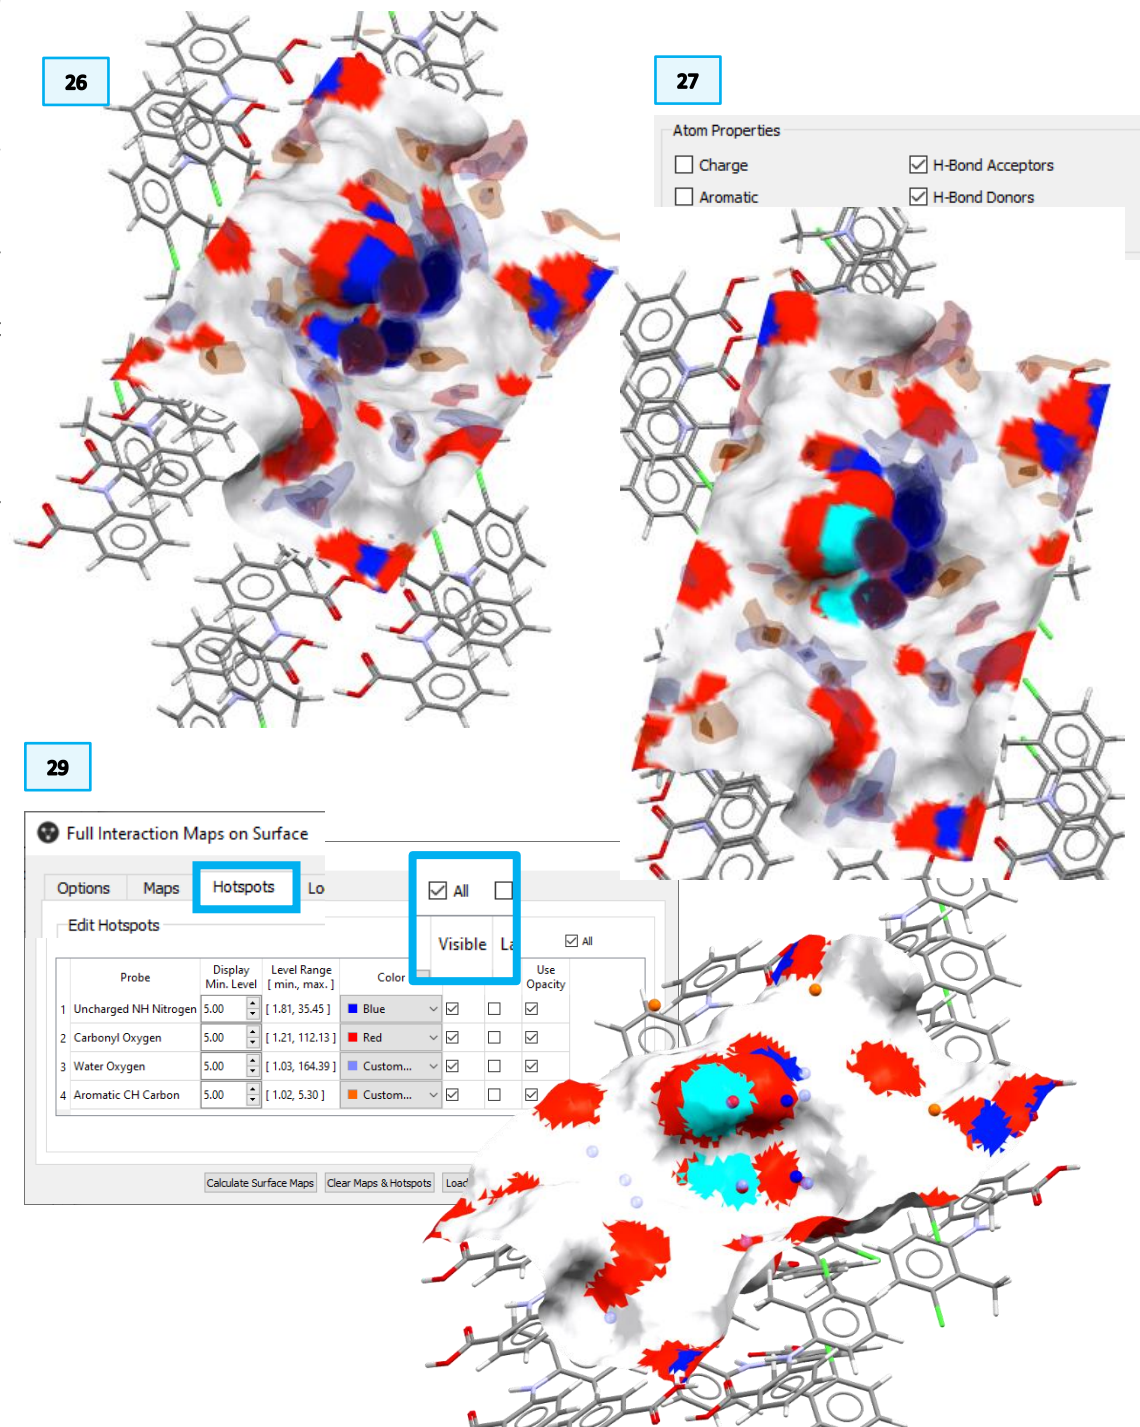 26
27
Atom Properties
Charge
H-Bond Acceptors
Aromatic
H-Bond Donors
29
Full Interaction Maps on Surface
Options Maps Hotspots Lo
All
Edit Hotspots
Visible La
All
Probe Display Min. Level Level Range [ min., max. ] Color Use Opacity
1 Uncharged NH Nitrogen 5.00 [ 1.81, 35.45 ] Blue
2 Carbonyl Oxygen 5.00 [ 1.21, 112.13 ] Red
3 Water Oxygen 5.00 [ 1.03, 164.39 ] Custom...
4 Aromatic CH Carbon 5.00 [ 1.02, 5.30 ] Custom...
Calculate Surface Maps Clear Maps & Hotspots Load